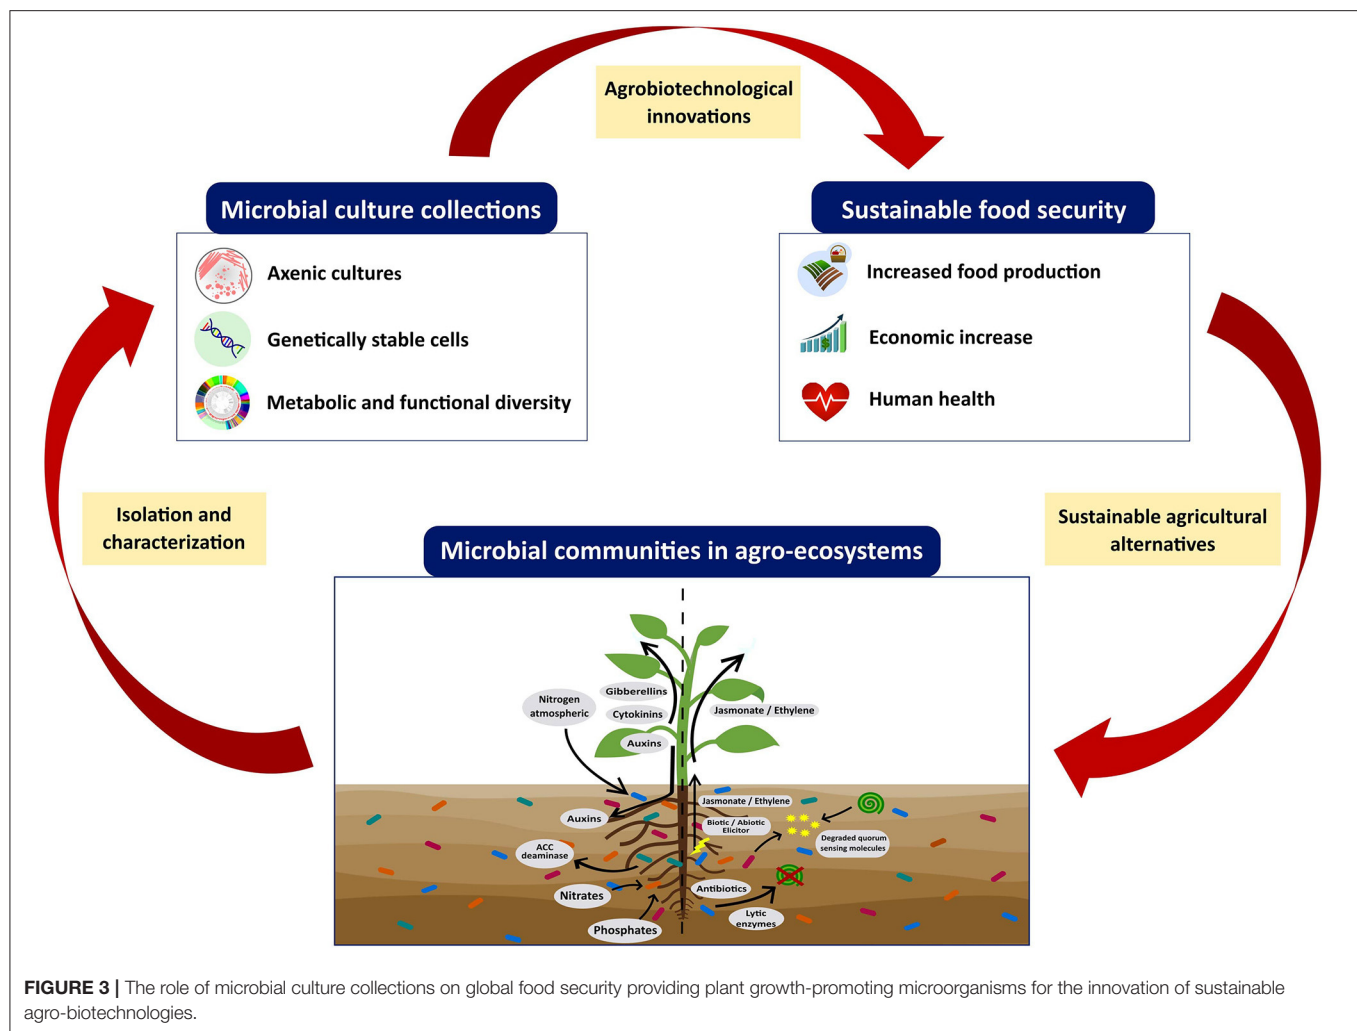 Agrobiotechnological
innovations
Microbial culture collections
Axenic cultures
Genetically stable cells
Metabolic and functional diversity
Sustainable food security
Increased food production
Economic increase
Human health
Isolation and
characterization
Sustainable agricultural
alternatives
Microbial communities in agro-ecosystems
Nitrogen
atmospheric
Gibberellins
Cytokinins
Auxins
Jasmonate / Ethylene
Auxins
ACC
deaminase
Nitrates
Phosphates
Jasmonate / Ethylene
Biotic / Abiotic
Elicitor
Degraded quorum
sensing molecules
Antibiotics
Lytic
enzymes
FIGURE 3 | The role of microbial culture collections on global food security providing plant growth-promoting microorganisms for the innovation of sustainable
agro-biotechnologies.